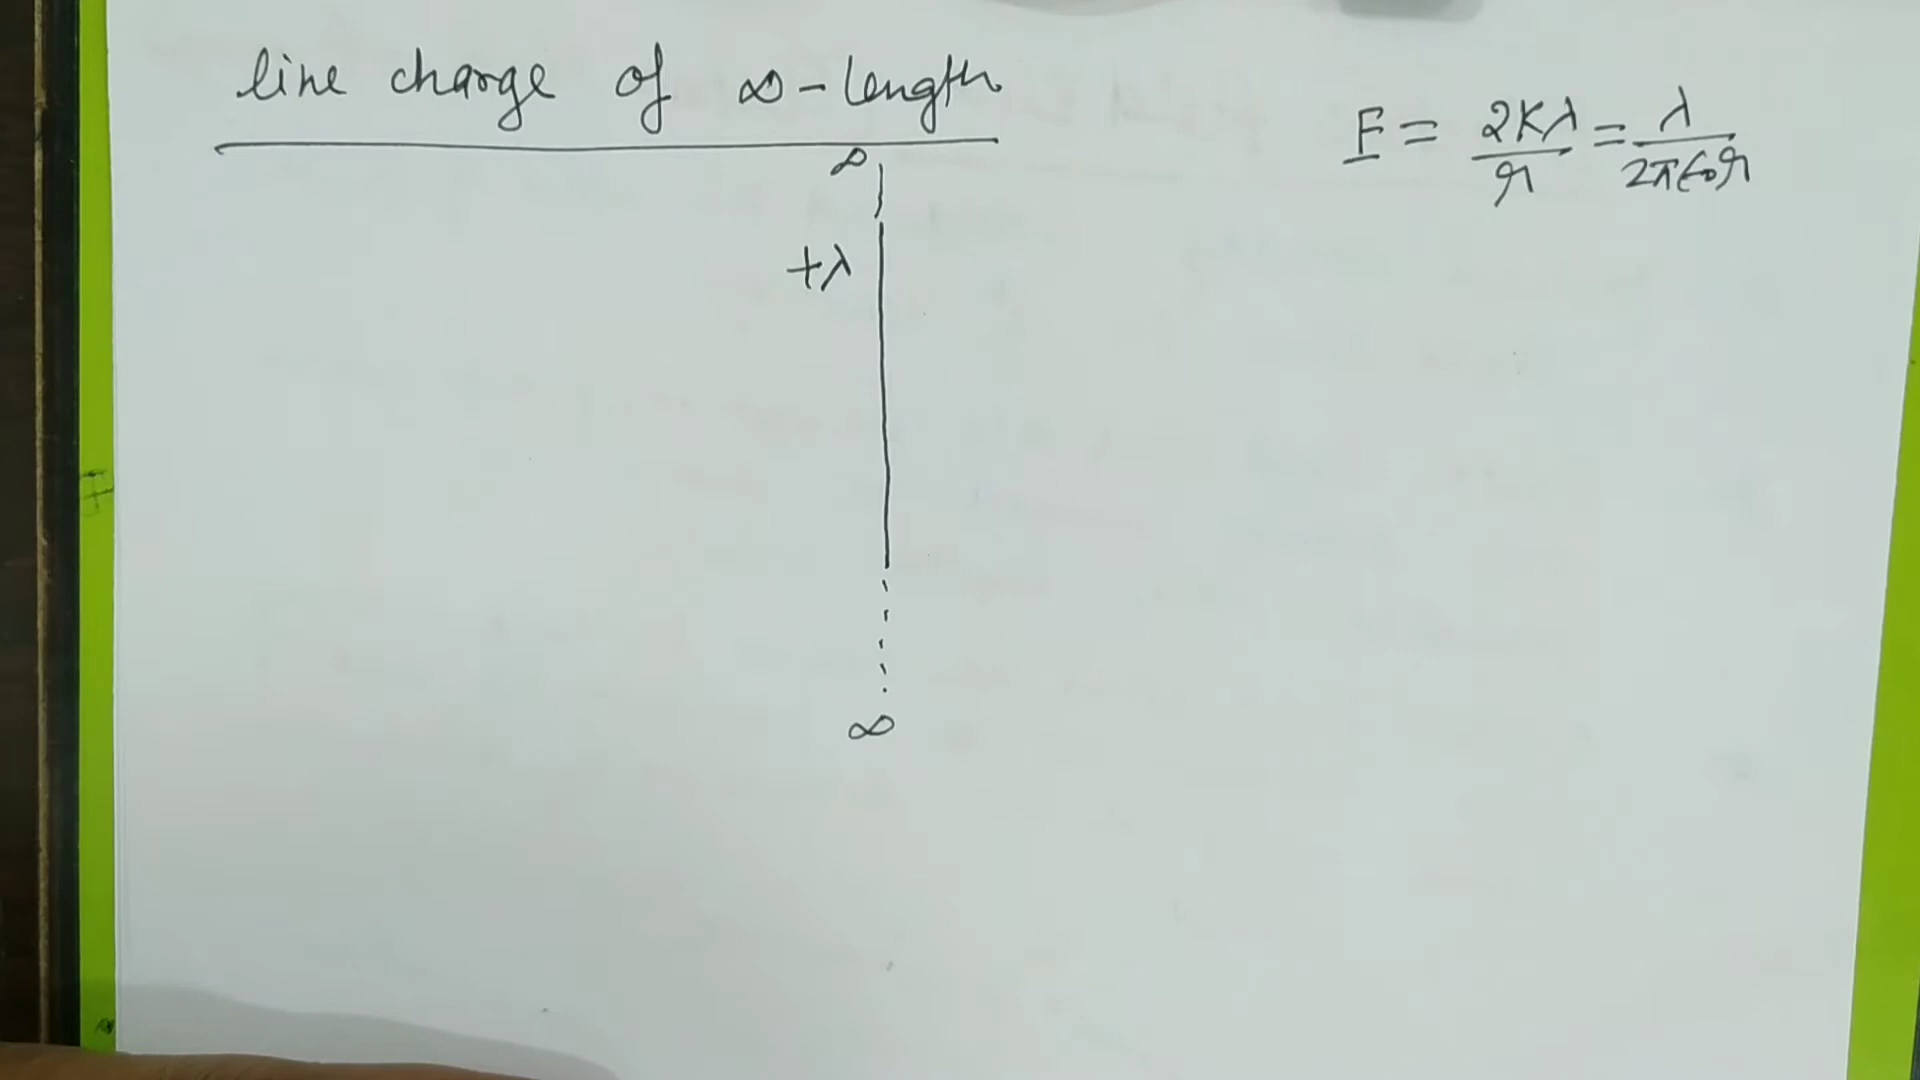 line charge of ∞-length
E = 2Kλ/r = λ/2πϵ₀r
∞
+λ
∞